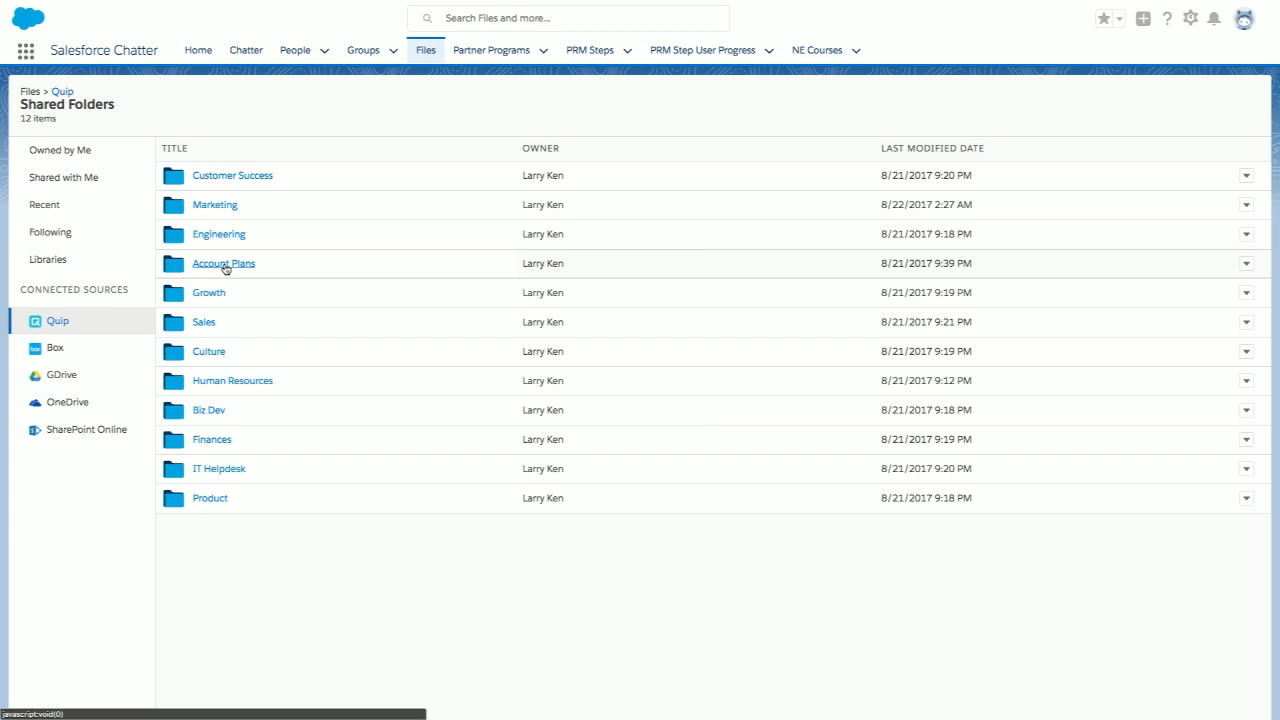 Search Files and more...
Salesforce Chatter Home Chatter People Groups Files Partner Programs PRM Steps PRM Step User Progress NE Courses
Files > Quip
Shared Folders
12 items
Owned by Me
Shared with Me
Recent
Following
Libraries
CONNECTED SOURCES
Quip
Box
GDrive
OneDrive
SharePoint Online
TITLE OWNER LAST MODIFIED DATE
Customer Success Larry Ken 8/21/2017 9:20 PM
Marketing Larry Ken 8/22/2017 2:27 AM
Engineering Larry Ken 8/21/2017 9:18 PM
Account Plans Larry Ken 8/21/2017 9:39 PM
Growth Larry Ken 8/21/2017 9:19 PM
Sales Larry Ken 8/21/2017 9:21 PM
Culture Larry Ken 8/21/2017 9:19 PM
Human Resources Larry Ken 8/21/2017 9:12 PM
Biz Dev Larry Ken 8/21/2017 9:18 PM
Finances Larry Ken 8/21/2017 9:19 PM
IT Helpdesk Larry Ken 8/21/2017 9:20 PM
Product Larry Ken 8/21/2017 9:18 PM
javascript:void(0)